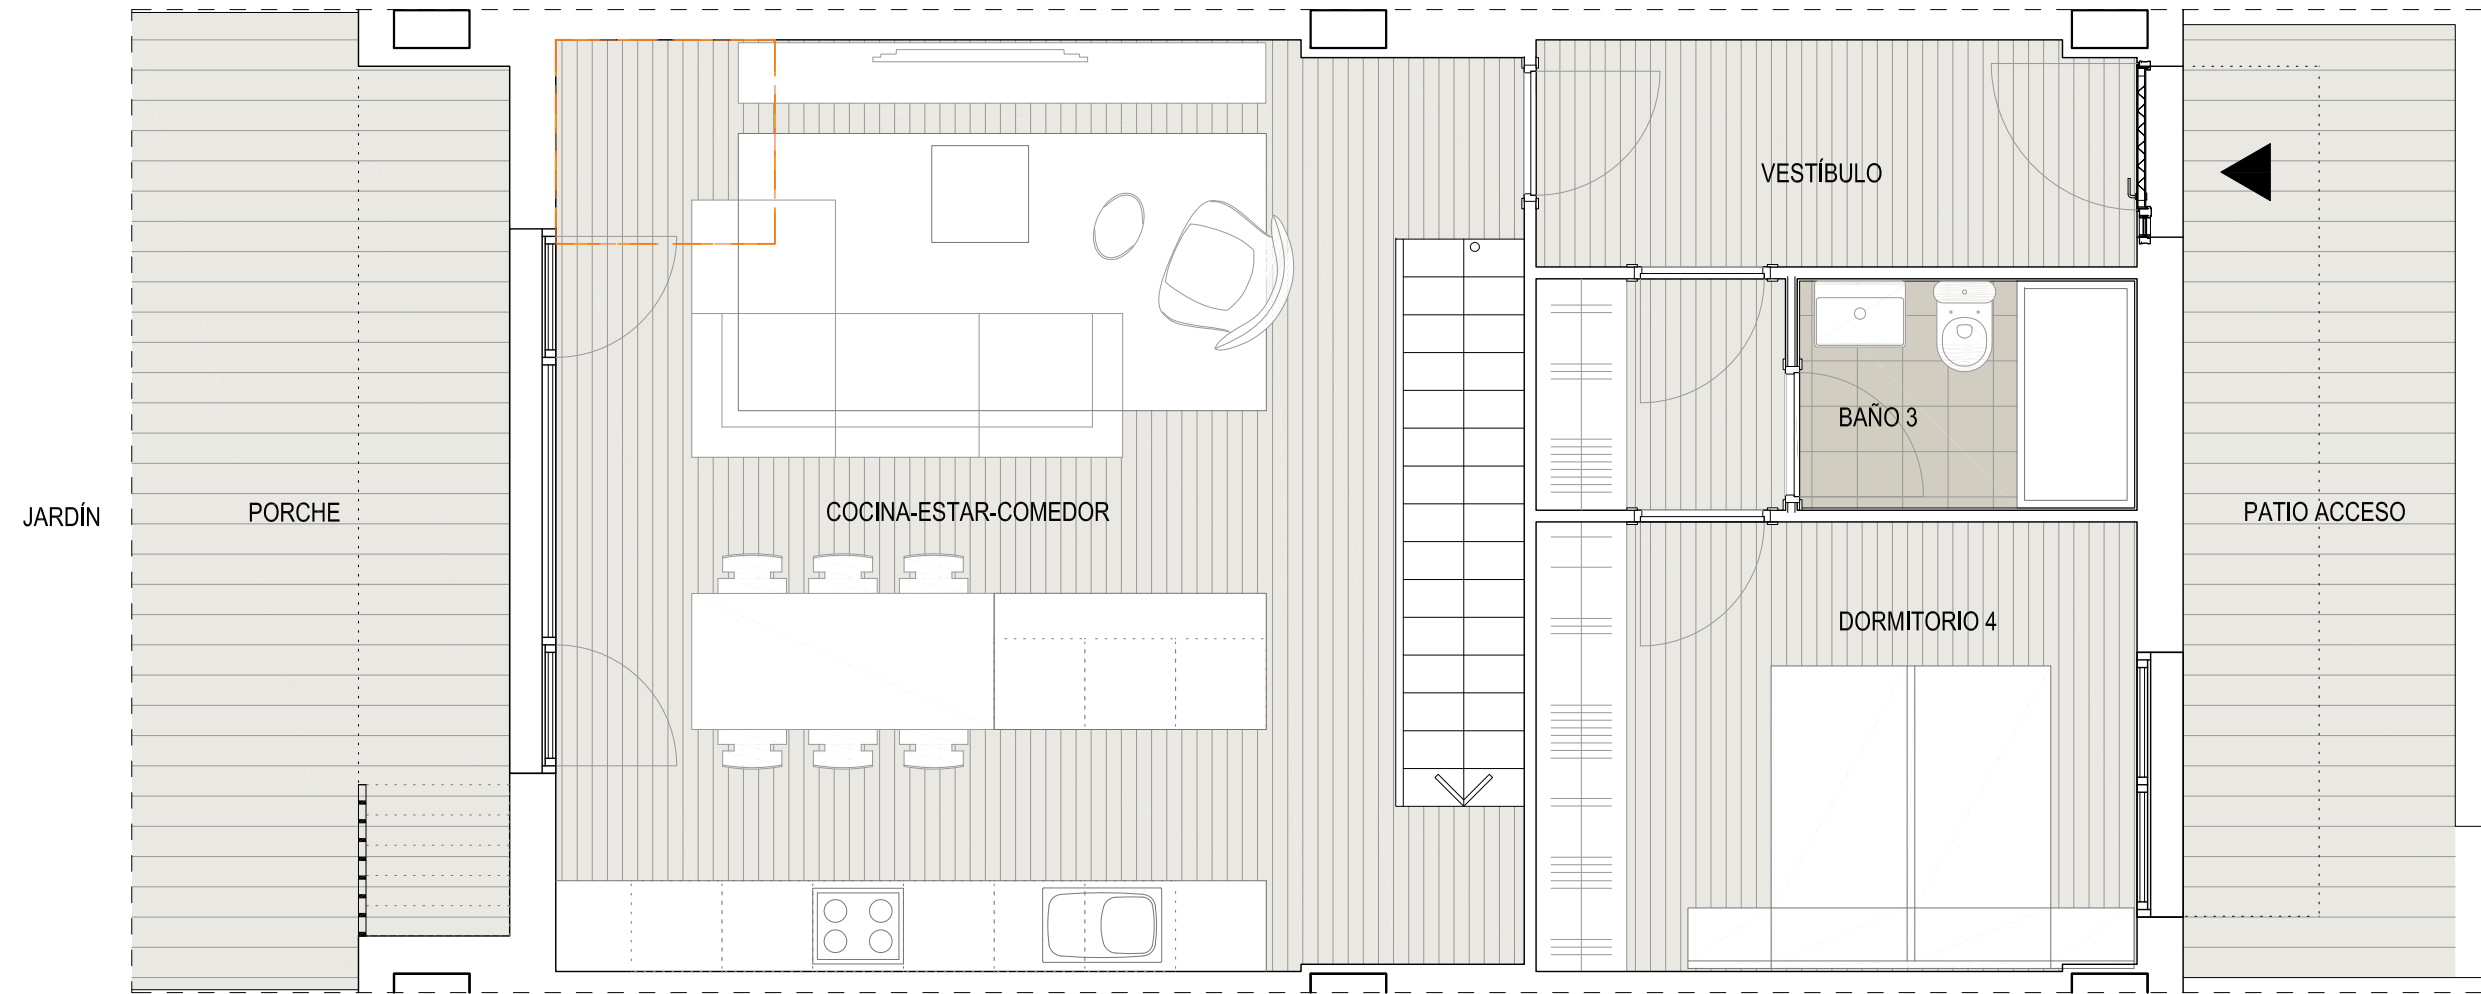 VESTÍBULO
BAÑO 3
JARDÍN
PORCHE
COCINA-ESTAR-COMEDOR
PATIO ACCESO
DORMITORIO 4